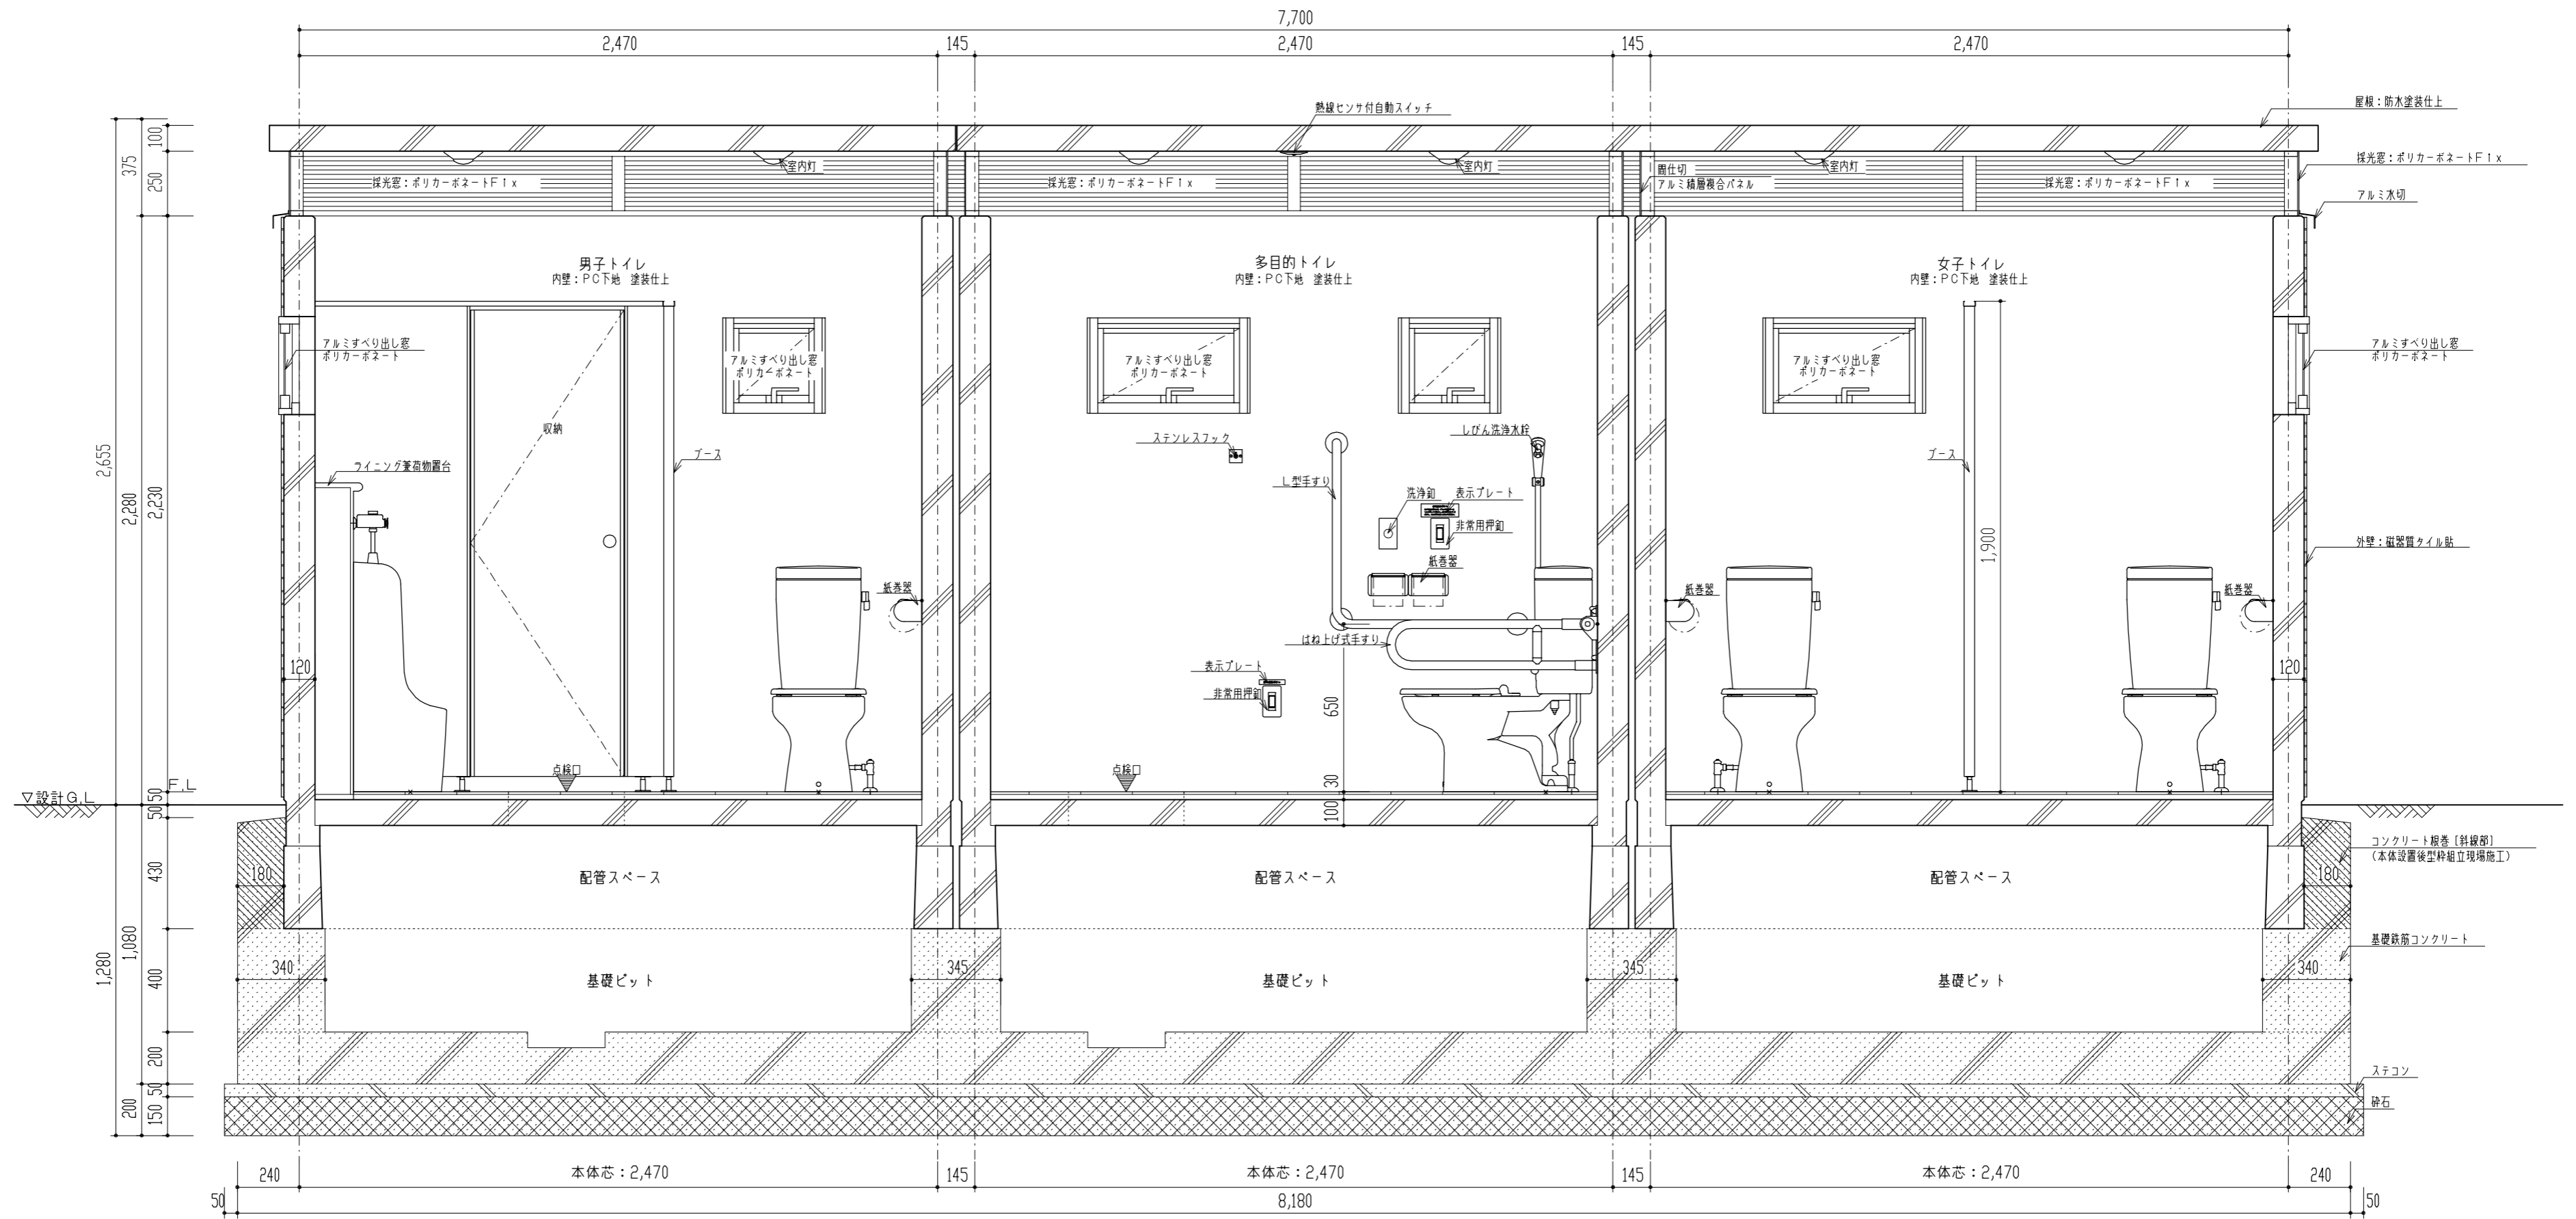 7,700
2,470
145
2,470
145
2,470
熱線センサ付自動スイッチ
屋根：防水塗装仕上
100
375
250
採光窓：ポリカーボネートFix
室内灯
採光窓：ポリカーボネートFix
室内灯
間仕切
アルミ積層複合パネル
室内灯
採光窓：ポリカーボネートFix
採光窓：ポリカーボネートFix
アルミ水切
男子トイレ
内壁：PC下地 塗装仕上
多目的トイレ
内壁：PC下地 塗装仕上
女子トイレ
内壁：PC下地 塗装仕上
アルミすべり出し窓
ポリカーボネート
アルミすべり出し窓
ポリカーボネート
アルミすべり出し窓
ポリカーボネート
アルミすべり出し窓
ポリカーボネート
アルミすべり出し窓
ポリカーボネート
収納
ステンレスフック
しびん洗浄水栓
ブース
ブース
ライニング兼荷物置台
L型手すり
洗浄釦
表示プレート
非常用押釦
紙巻器
2,655
2,280
2,230
1,900
外壁：磁器質タイル貼
紙巻器
紙巻器
紙巻器
はね上げ式手すり
120
120
表示プレート
非常用押釦
650
点検口
点検口
30
100
F.L
▽設計G.L
50
50
コンクリート根巻［斜線部］
（本体設置後型枠組立現場施工）
430
180
配管スペース
配管スペース
配管スペース
180
基礎鉄筋コンクリート
1,280
1,080
400
340
基礎ピット
345
基礎ピット
345
基礎ピット
340
200
50
ステコン
200
150
砕石
240
本体芯：2,470
145
本体芯：2,470
145
本体芯：2,470
240
50
8,180
50